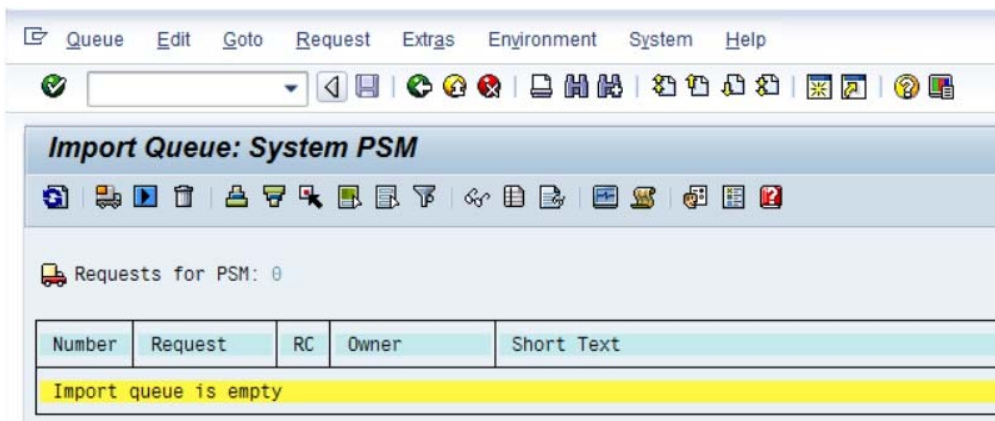 Queue Edit Goto Request Extras Environment System Help
Import Queue: System PSM
Requests for PSM: 0
Number Request RC Owner Short Text
Import queue is empty